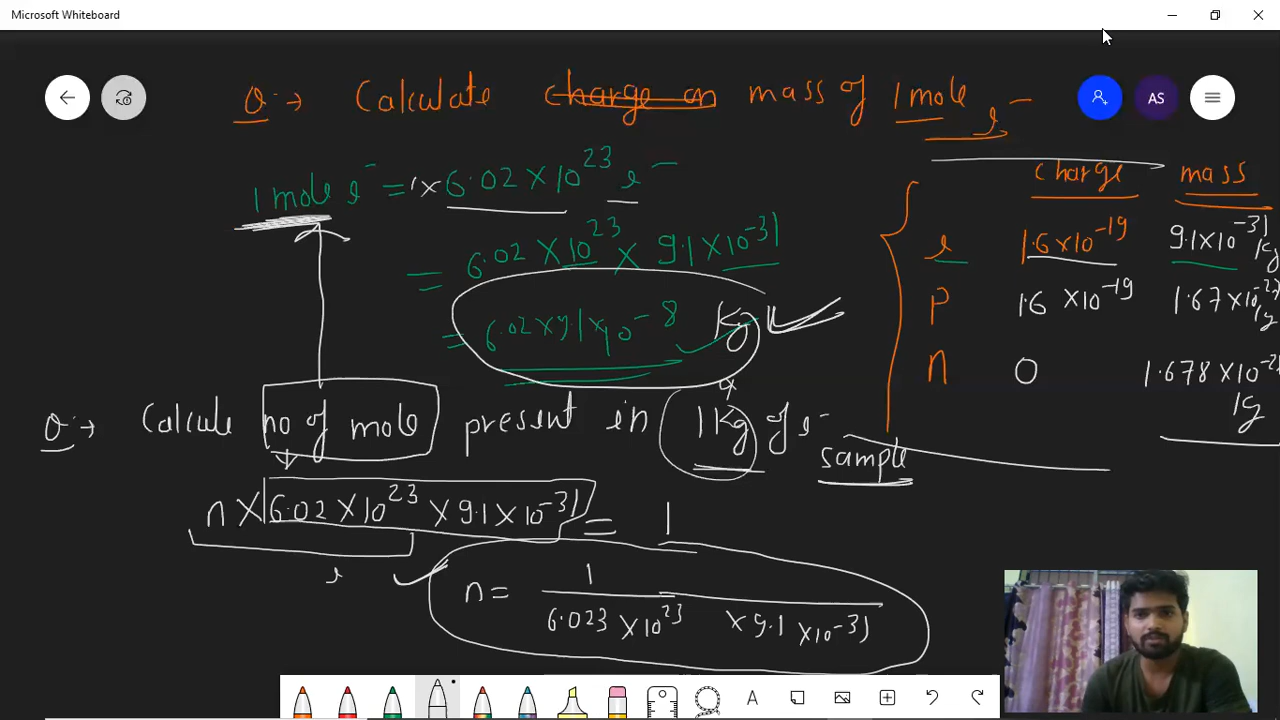 Microsoft Whiteboard
Q.→ Calculate charge on mass of 1 mole e⁻
AS
1 mole e⁻ = 1× 6.02 × 10²³ e⁻
= 6.02 × 10²³ × 9.1 × 10⁻³¹
= 6.02×9.1×10⁻⁸ Kg
charge mass
e 1.6×10⁻¹⁹ 9.1×10⁻³¹ Kg
P 1.6 ×10⁻¹⁹ 1.67×10⁻²⁷
n 0 1.678×10⁻²
Q.→ Calculte no of mole present in 1 Kg of e⁻
sample
n × 6.02 × 10²³ × 9.1 × 10⁻³¹ = 1
e
n = 1
6.023 × 10²³ × 9.1 × 10⁻³¹
A